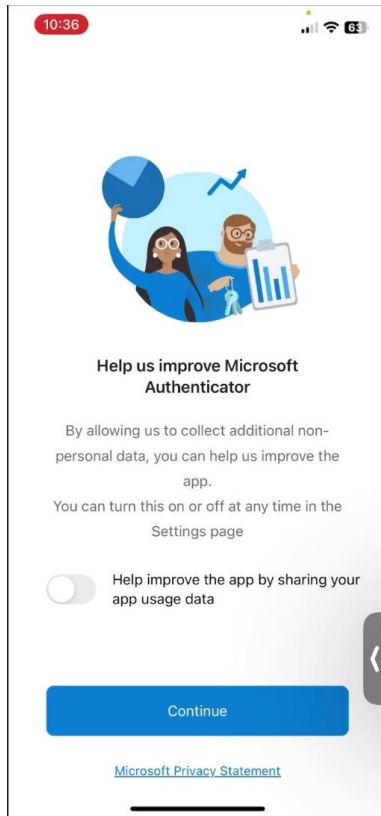 10:36
63
Help us improve Microsoft
Authenticator
By allowing us to collect additional non-
personal data, you can help us improve the
app.
You can turn this on or off at any time in the
Settings page
Help improve the app by sharing your
app usage data
Continue
Microsoft Privacy Statement